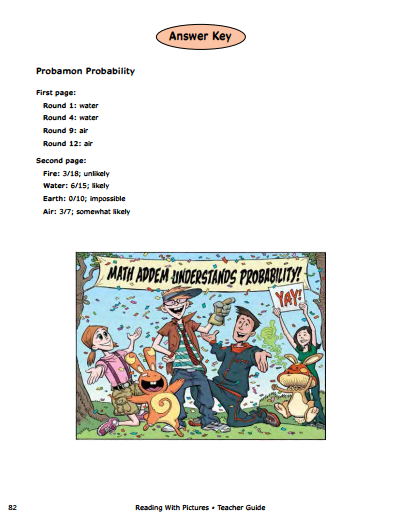 Answer Key
Probamon Probability
First page:
Round 1: water
Round 4: water
Round 9: air
Round 12: air
Second page:
Fire: 3/18; unlikely
Water: 6/15; likely
Earth: 0/10; impossible
Air: 3/7; somewhat likely
MATH ADDEM UNDERSTANDS PROBABILITY!
YAY!
82
Reading With Pictures • Teacher Guide